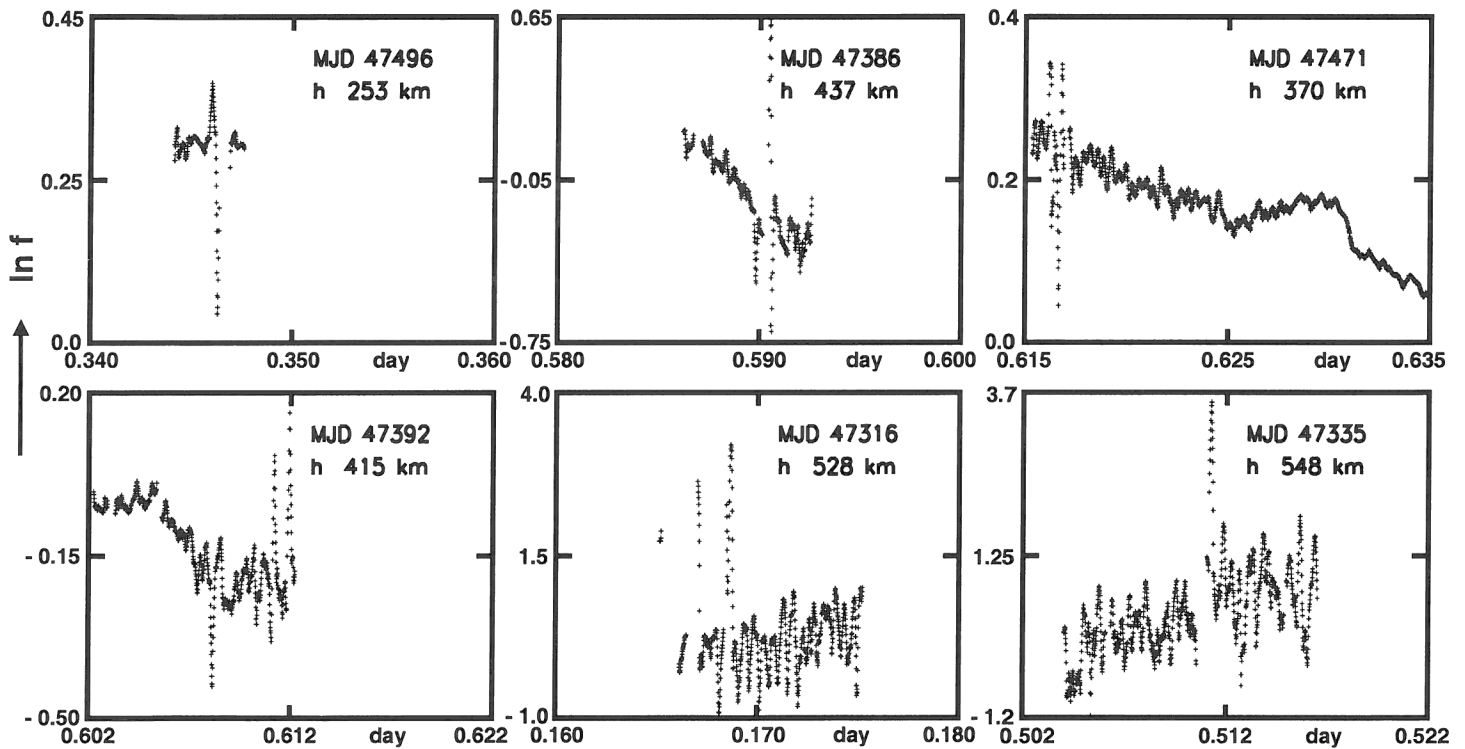 ln f
0.45
0.25
0.0
MJD 47496
h 253 km
0.340 0.350 day 0.360
0.65
-0.05
-0.75
MJD 47386
h 437 km
0.580 0.590 day 0.600
0.4
0.2
0.0
MJD 47471
h 370 km
0.615 0.625 day 0.635
0.20
-0.15
-0.50
MJD 47392
h 415 km
0.602 0.612 day 0.622
4.0
1.5
-1.0
MJD 47316
h 528 km
0.160 0.170 day 0.180
3.7
1.25
-1.2
MJD 47335
h 548 km
0.502 0.512 day 0.522